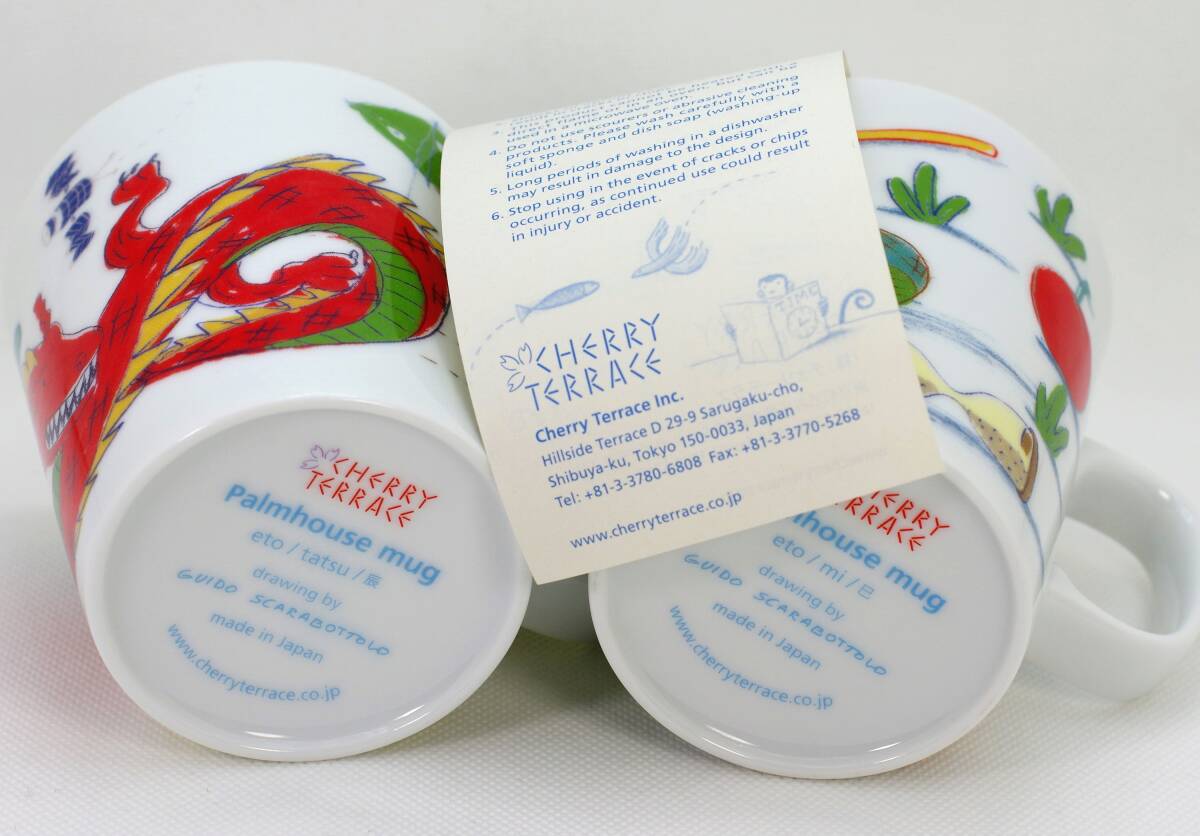 used in a microwave oven.
4. Do not use scourers or abrasive cleaning
products. Please wash carefully with a
soft sponge and dish soap (washing-up
liquid).
5. Long periods of washing in a dishwasher
may result in damage to the design.
6. Stop using in the event of cracks or chips
occurring, as continued use could result
in injury or accident.
TIME
CHERRY
TERRACE
Cherry Terrace Inc.
Hillside Terrace D 29-9 Sarugaku-cho,
Shibuya-ku, Tokyo 150-0033, Japan
Tel: +81-3-3780-6808 Fax: +81-3-3770-5268
www.cherryterrace.co.jp
CHERRY
TERRACE
Palmhouse mug
eto / tatsu / 辰
drawing by
GUIDO SCARABOTTOLO
made in Japan
www.cherryterrace.co.jp
CHERRY
TERRACE
mhouse mug
eto / mi / 巳
drawing by
GUIDO SCARABOTTOLO
made in Japan
www.cherryterrace.co.jp